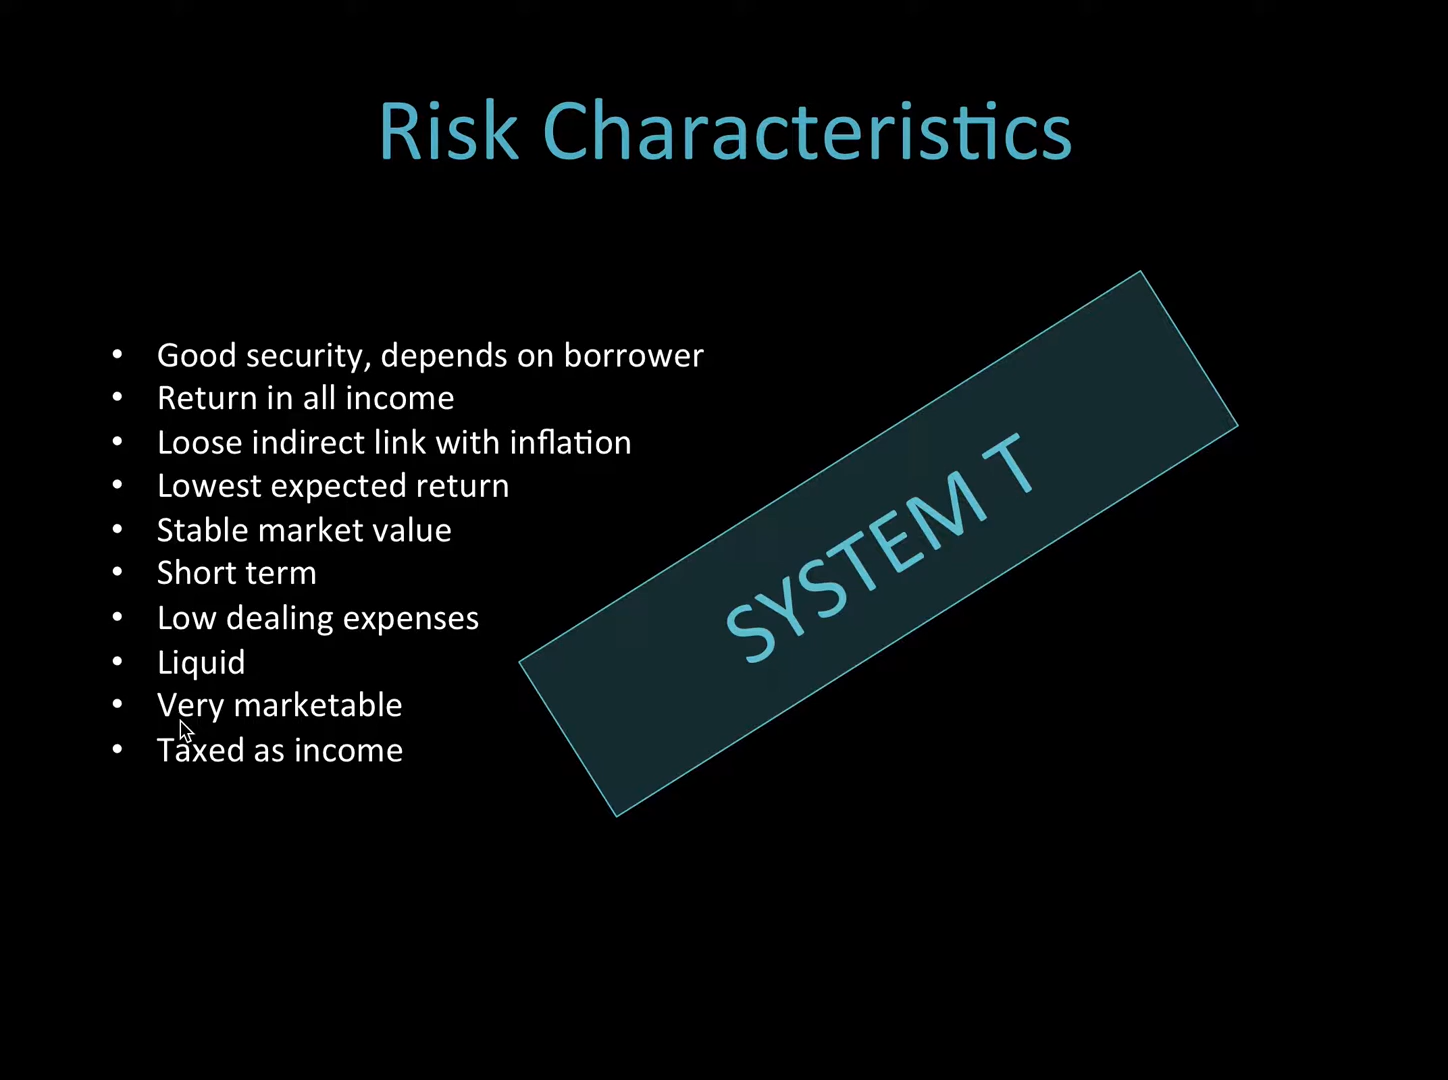 Risk Characteristics
• Good security, depends on borrower
• Return in all income
• Loose indirect link with inflation
• Lowest expected return
• Stable market value
• Short term
• Low dealing expenses
• Liquid
• Very marketable
• Taxed as income
SYSTEM T